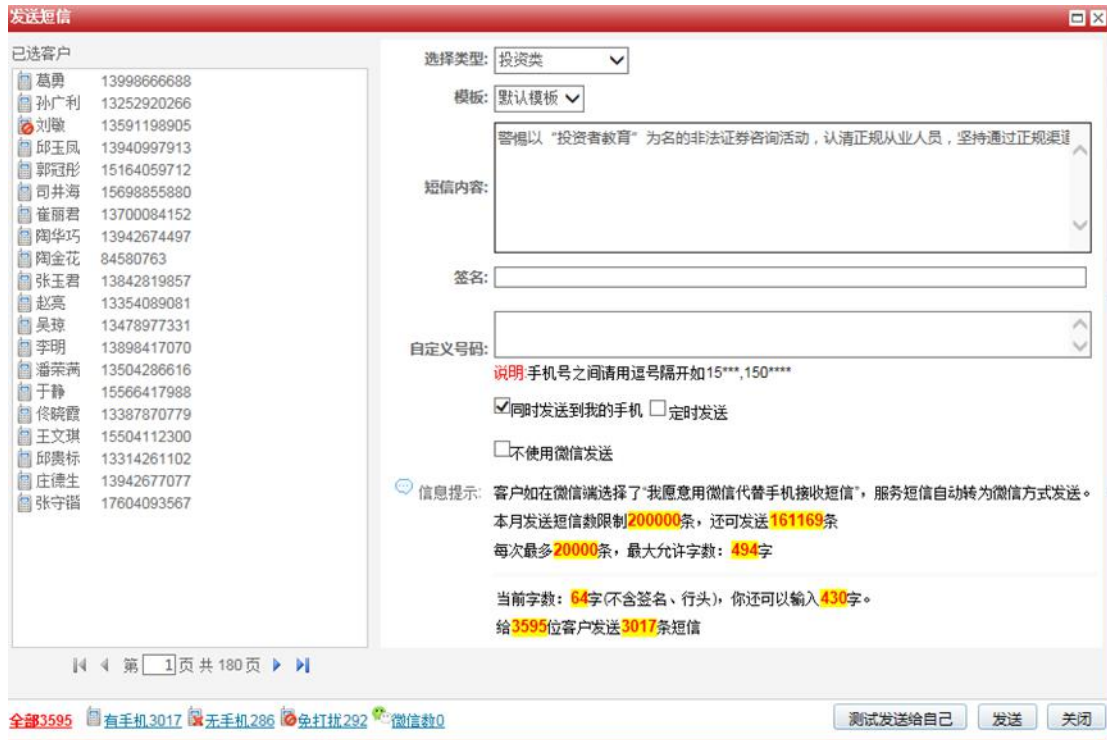 发送短信
已选客户
葛勇 13998666688
孙广利 13252920266
刘敏 13591198905
邱玉凤 13940997913
郭冠彤 15164059712
司井海 15698855880
崔丽君 13700084152
陶华巧 13942674497
陶金花 84580763
张玉君 13842819857
赵亮 13354089081
吴琼 13478977331
李明 13898417070
潘荣满 13504286616
于静 15566417988
佟晓霞 13387870779
王文琪 15504112300
邱贵标 13314261102
庄德生 13942677077
张守锴 17604093567
第 1 页 共 180 页
选择类型: 投资类
模板: 默认模板
短信内容: 警惕以“投资者教育”为名的非法证券咨询活动，认清正规从业人员，坚持通过正规渠道
签名:
自定义号码:
说明:手机号之间请用逗号隔开如15***,150****
同时发送到我的手机 定时发送
不使用微信发送
信息提示: 客户如在微信端选择了“我愿意用微信代替手机接收短信”，服务短信自动转为微信方式发送。
本月发送短信数限制200000条，还可发送161169条
每次最多20000条，最大允许字数：494字
当前字数：64字(不含签名、行头)，你还可以输入430字。
给3595位客户发送3017条短信
全部3595 有手机3017 无手机286 免打扰292 微信数0
测试发送给自己 发送 关闭